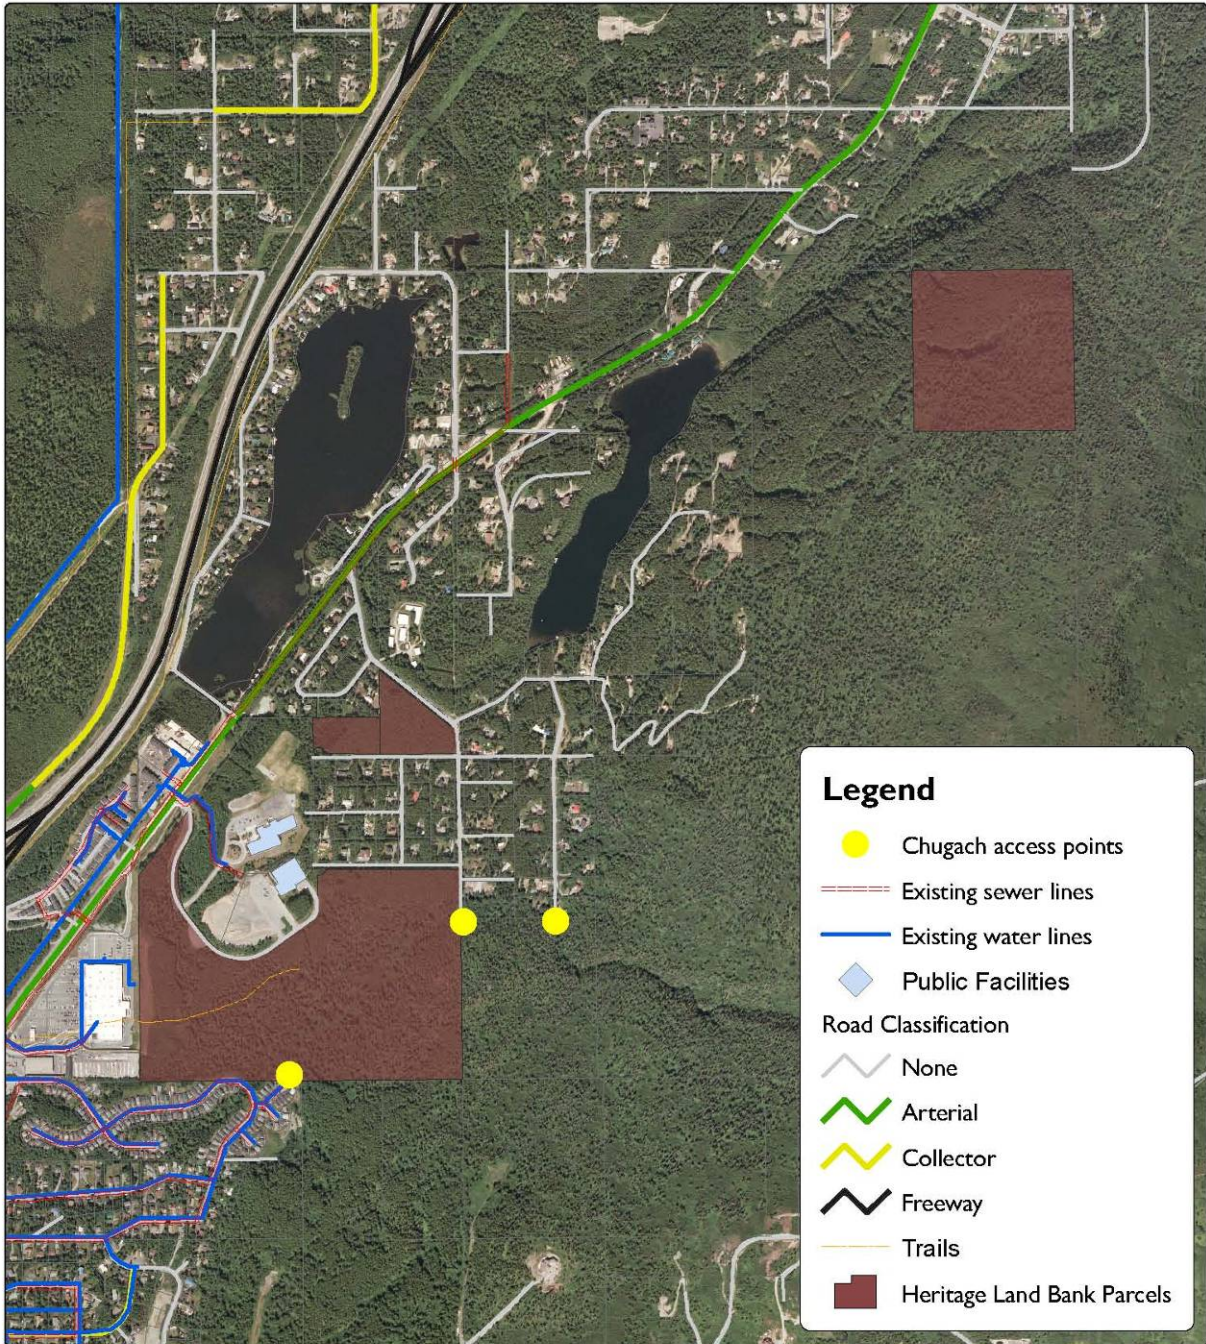 Legend
Chugach access points
Existing sewer lines
Existing water lines
Public Facilities
Road Classification
None
Arterial
Collector
Freeway
Trails
Heritage Land Bank Parcels